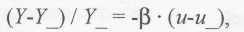 (Y-Y_) / Y_ = -β · (u-u_),